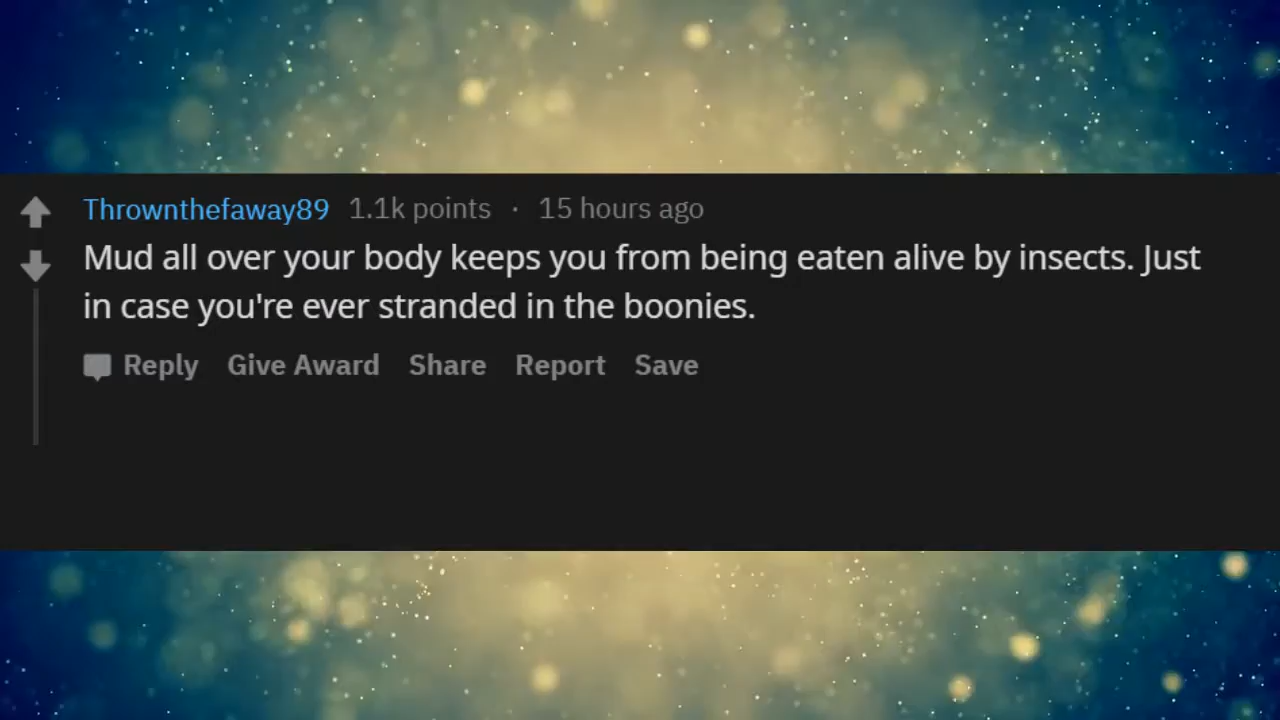 Thrownthefaway89 1.1k points · 15 hours ago
Mud all over your body keeps you from being eaten alive by insects. Just
in case you're ever stranded in the boonies.
Reply Give Award Share Report Save